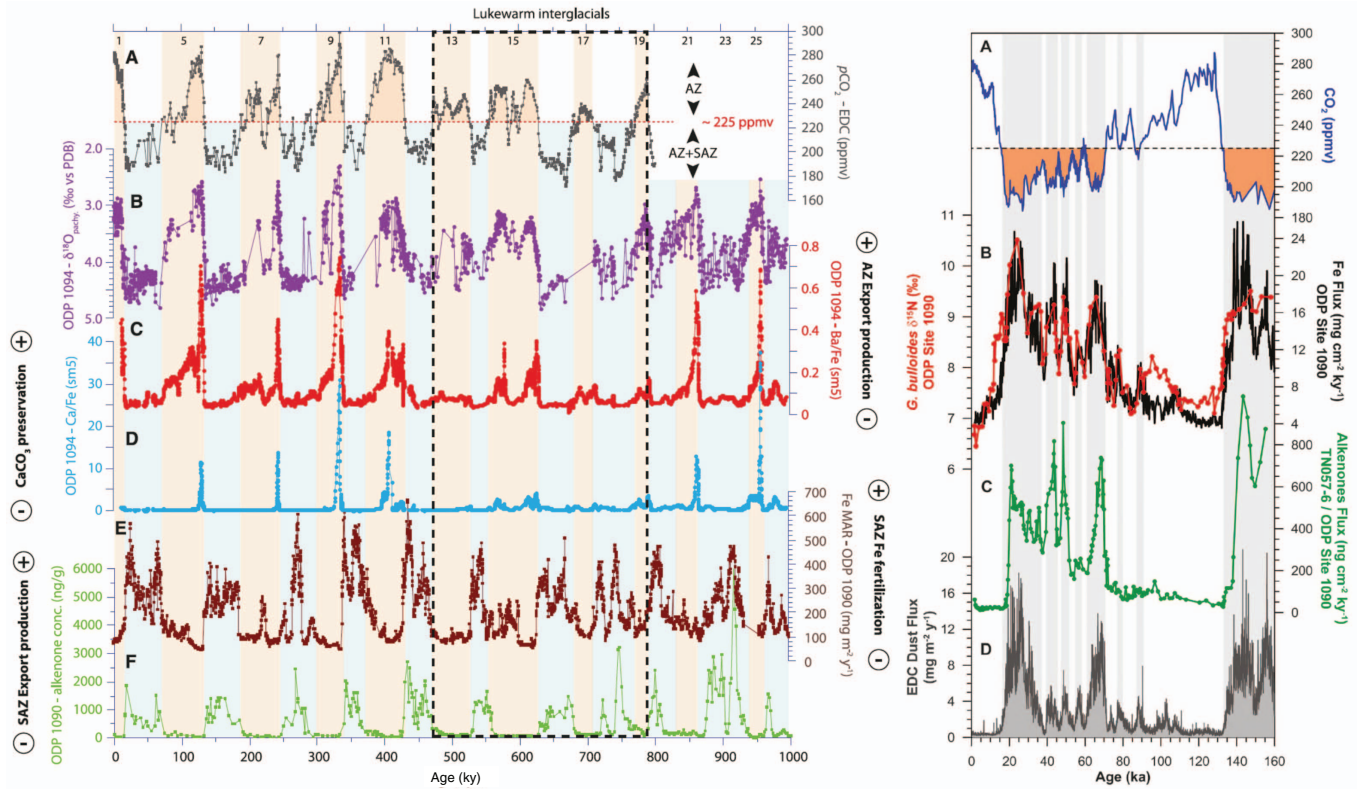 Lukewarm interglacials
1 5 7 9 11 13 15 17 19 21 23 25
A
300
280
260
240
220
200
180
160
pCO2 - EDC (ppmv)
AZ
~ 225 ppmv
AZ+SAZ
2.0
3.0
4.0
5.0
ODP 1094 - δ18Opachy. (‰ vs PDB)
B
0.8
0.6
0.4
0.2
0
ODP 1094 - Ba/Fe (sm5)
C
+ AZ Export production -
40
30
20
10
0
ODP 1094 - Ca/Fe (sm5)
D
- CaCO3 preservation +
E
700
600
500
400
300
200
100
0
Fe MAR - ODP 1090 (mg m-2 y-1)
+ SAZ Fe fertilization -
6000
5000
4000
3000
2000
1000
0
ODP 1090 - alkenone conc. (ng/g)
F
- SAZ Export production +
0 100 200 300 400 500 600 700 800 900 1000
Age (ky)
A
300
280
260
240
220
200
180
CO2 (ppmv)
11
10
9
8
7
6
G. bulloides δ15N (‰)
ODP Site 1090
B
24
20
16
12
8
4
Fe Flux (mg cm-2 ky-1)
ODP Site 1090
C
800
600
400
200
0
Alkenones Flux (ng cm-2 ky-1)
TN057-6 / ODP Site 1090
20
16
12
8
4
0
EDC Dust Flux
(mg m-2 y-1)
D
0 20 40 60 80 100 120 140 160
Age (ka)